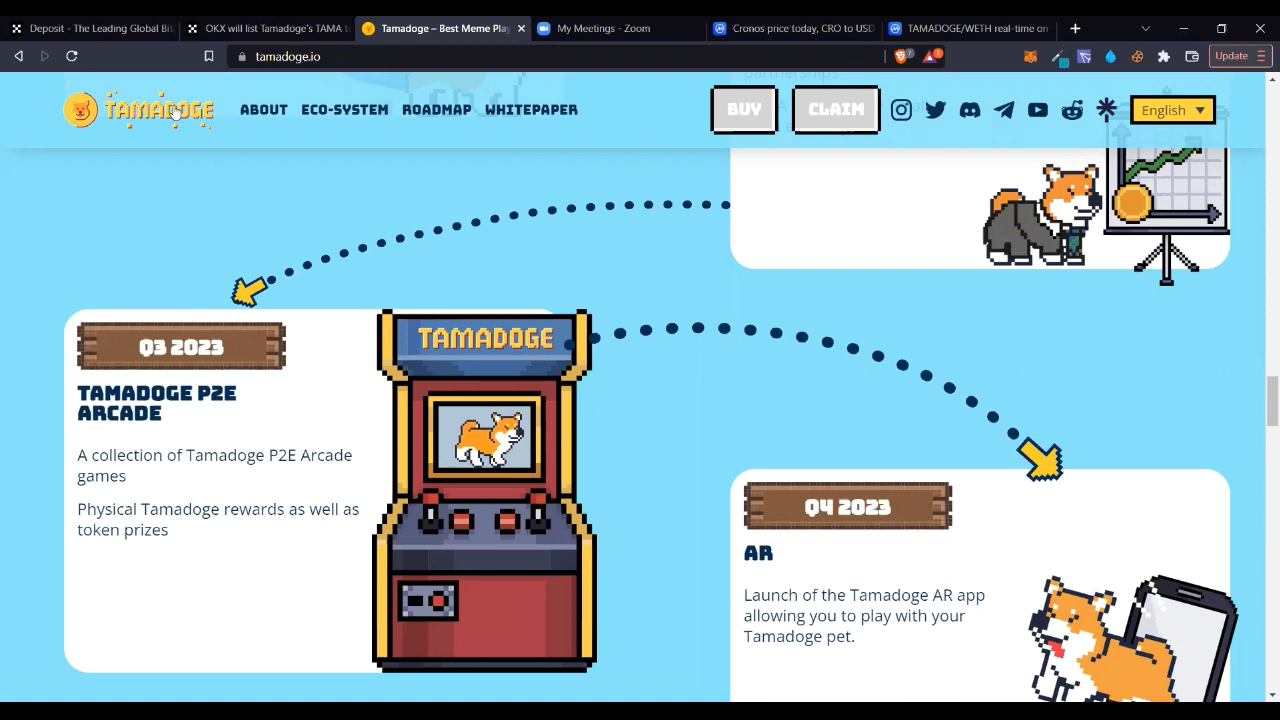 Deposit - The Leading Global Bit
OKX will list Tamadoge's TAMA t
Tamadoge – Best Meme Play
My Meetings - Zoom
Cronos price today, CRO to USD
TAMADOGE/WETH real-time on-
tamadoge.io
Update
partnerships
TAMADOGE
ABOUT
ECO-SYSTEM
ROADMAP
WHITEPAPER
BUY
CLAIM
English
Q3 2023
TAMADOGE P2E
ARCADE
A collection of Tamadoge P2E Arcade
games
Physical Tamadoge rewards as well as
token prizes
TAMADOGE
Q4 2023
AR
Launch of the Tamadoge AR app
allowing you to play with your
Tamadoge pet.